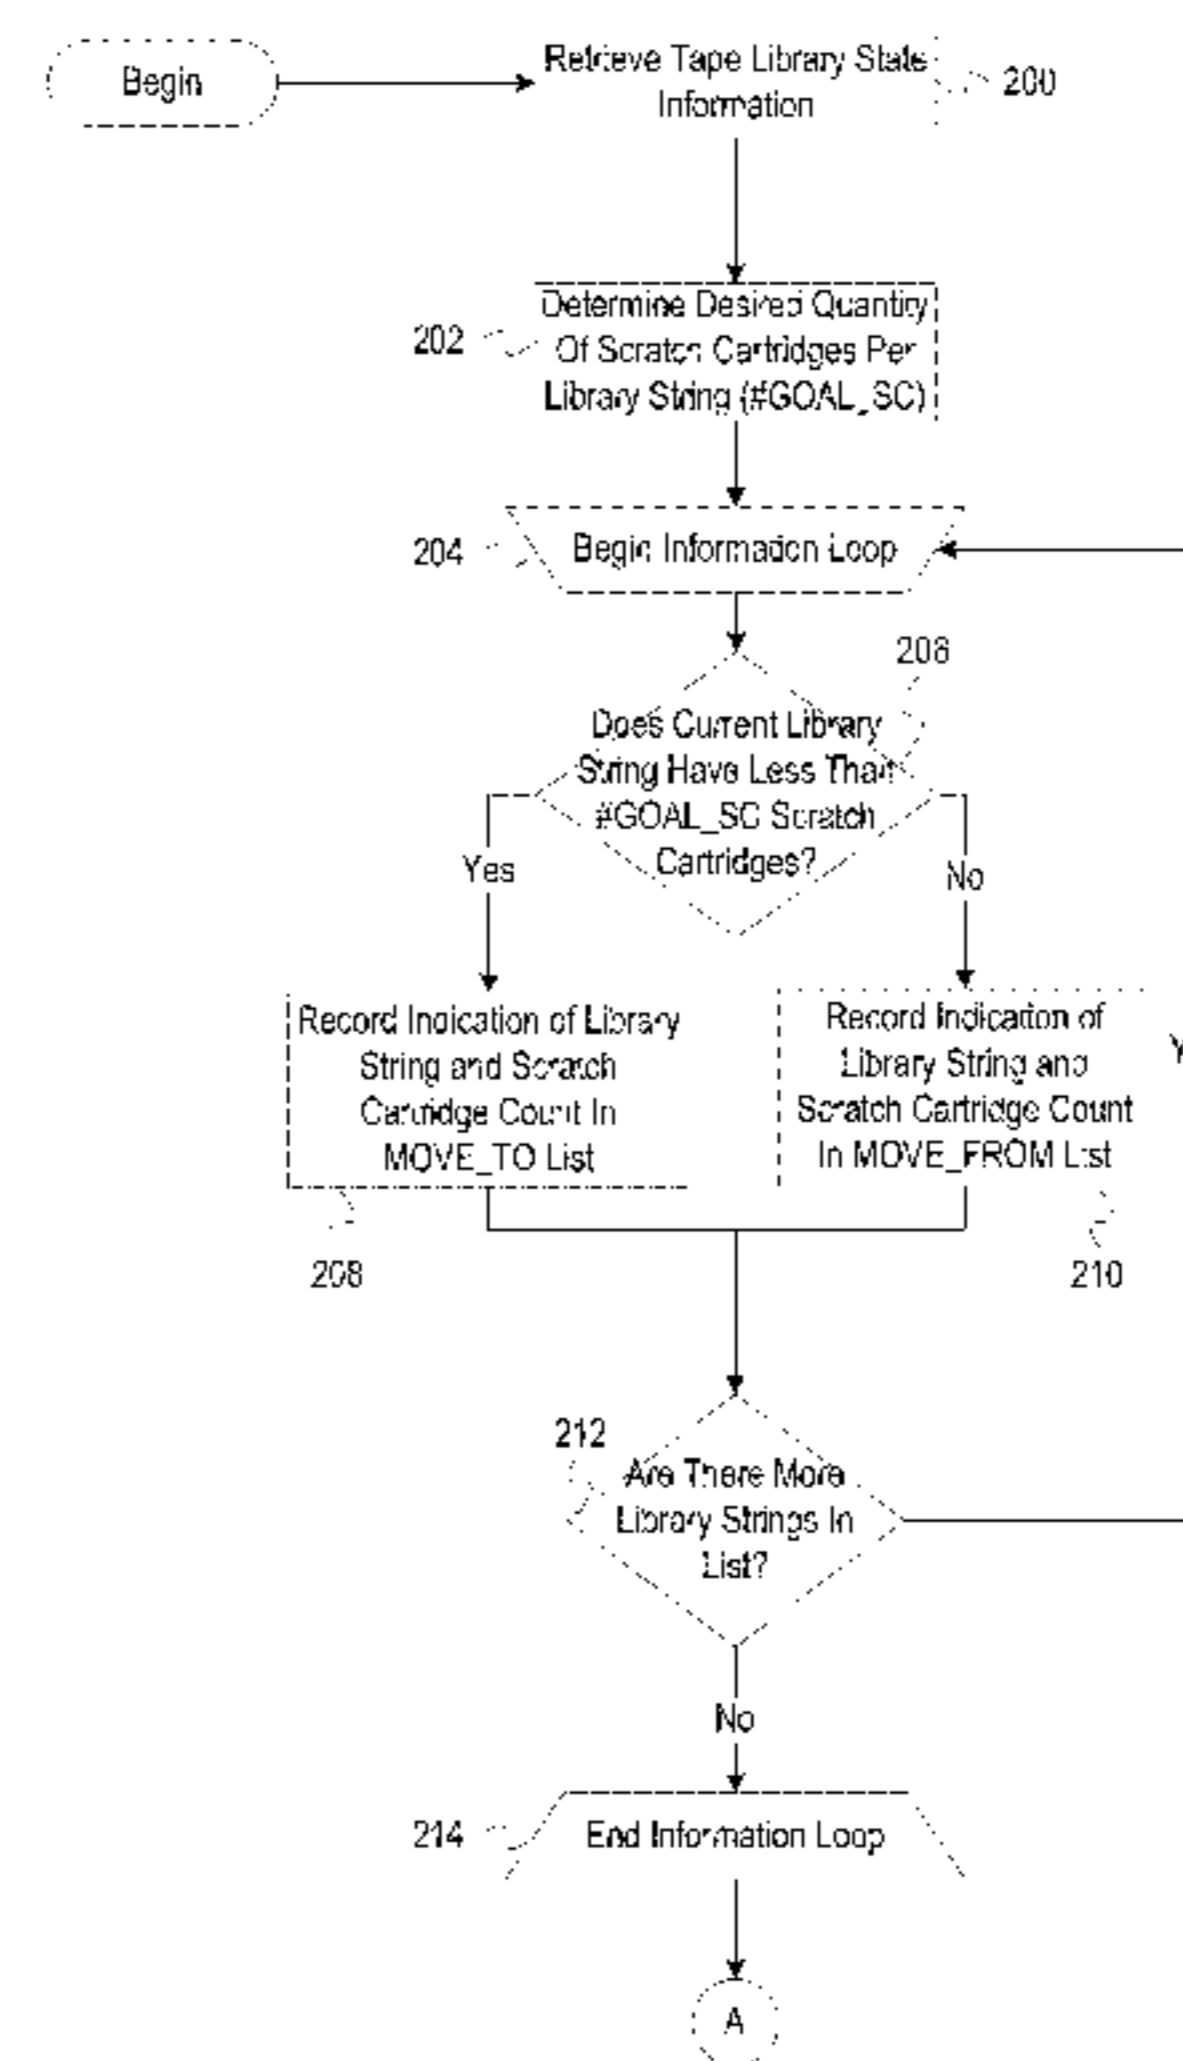 Begin
Retrieve Tape Library State
Information
200
202
Determine Desired Quantity
Of Scratch Cartridges Per
Library String (#GOAL_SC)
204
Begin Information Loop
206
Does Current Library
String Have Less Than
#GOAL_SC Scratch
Cartridges?
Yes
No
Record Indication of Library
String and Scratch
Cartridge Count In
MOVE_TO List
Record Indication of
Library String and
Scratch Cartridge Count
In MOVE_FROM List
208
210
212
Are There More
Library Strings In
List?
No
214
End Information Loop
A